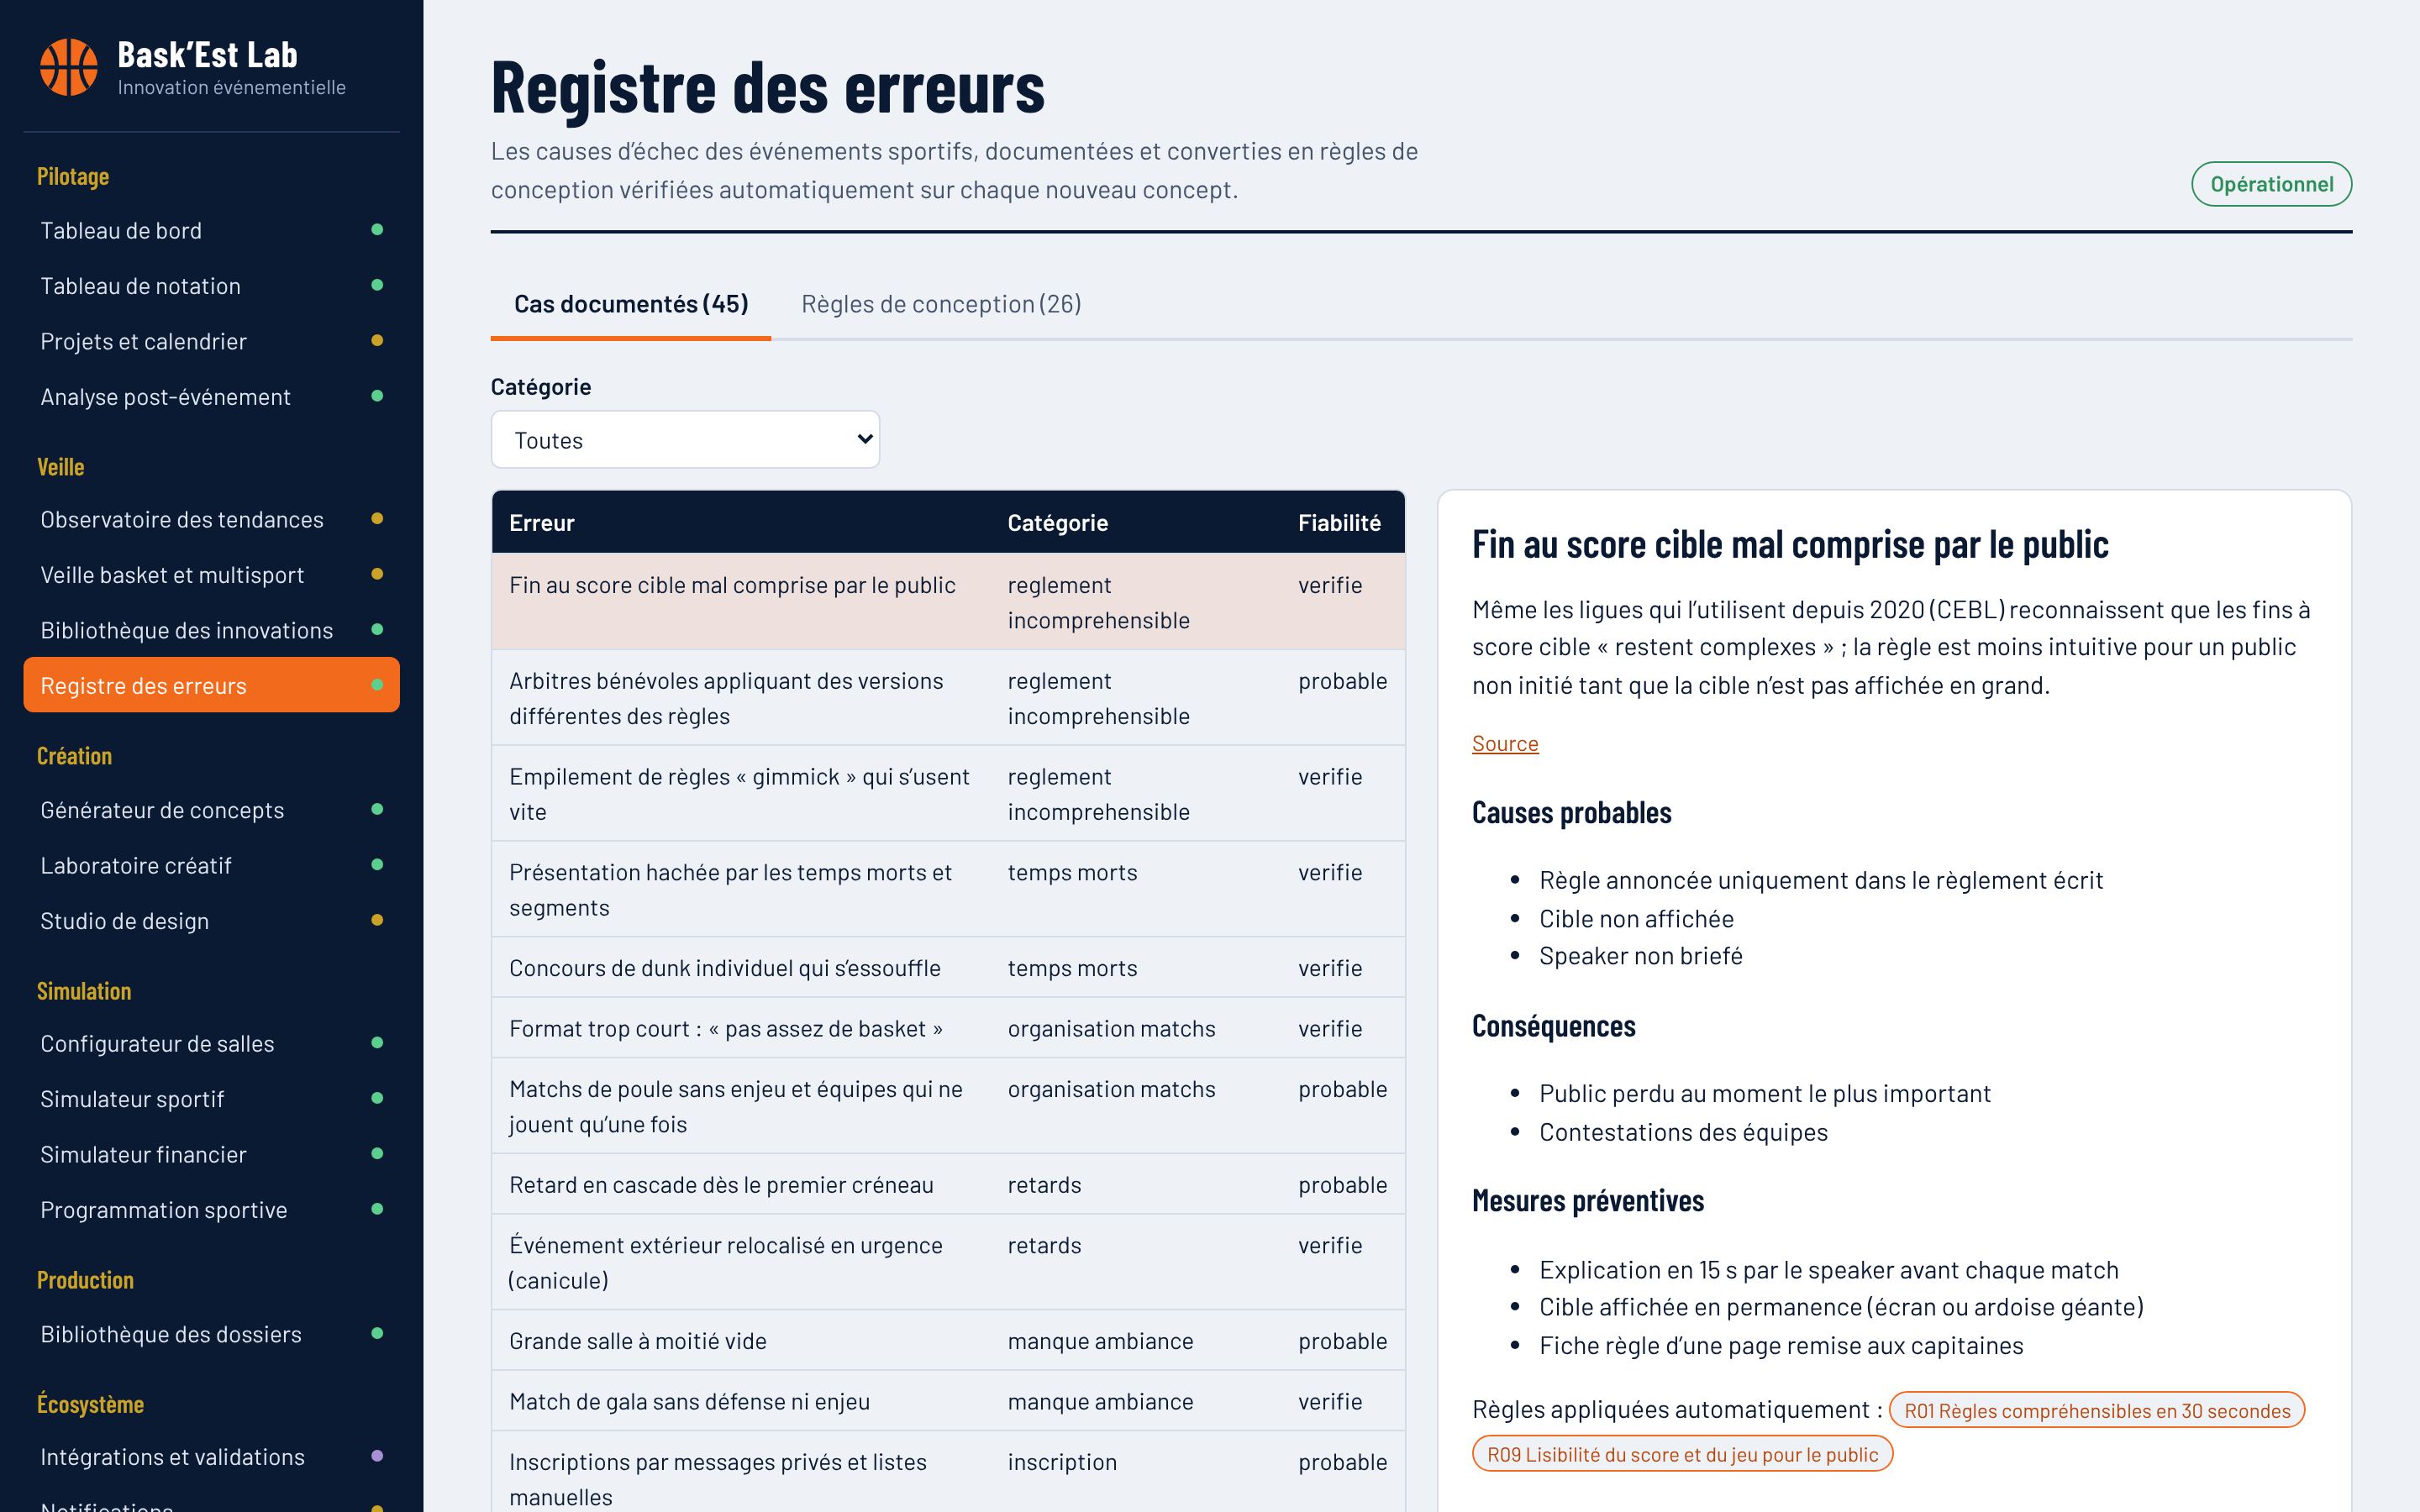 Bask’Est Lab
Innovation événementielle
Pilotage
Tableau de bord
Tableau de notation
Projets et calendrier
Analyse post-événement
Veille
Observatoire des tendances
Veille basket et multisport
Bibliothèque des innovations
Registre des erreurs
Création
Générateur de concepts
Laboratoire créatif
Studio de design
Simulation
Configurateur de salles
Simulateur sportif
Simulateur financier
Programmation sportive
Production
Bibliothèque des dossiers
Écosystème
Intégrations et validations
Notifications
Registre des erreurs
Les causes d’échec des événements sportifs, documentées et converties en règles de
conception vérifiées automatiquement sur chaque nouveau concept.
Opérationnel
Cas documentés (45)
Règles de conception (26)
Catégorie
Toutes
Erreur Catégorie Fiabilité
Fin au score cible mal comprise par le public reglement verifie
incomprehensible
Arbitres bénévoles appliquant des versions reglement probable
différentes des règles incomprehensible
Empilement de règles « gimmick » qui s’usent reglement verifie
vite incomprehensible
Présentation hachée par les temps morts et temps morts verifie
segments
Concours de dunk individuel qui s’essouffle temps morts verifie
Format trop court : « pas assez de basket » organisation matchs verifie
Matchs de poule sans enjeu et équipes qui ne organisation matchs probable
jouent qu’une fois
Retard en cascade dès le premier créneau retards probable
Événement extérieur relocalisé en urgence retards verifie
(canicule)
Grande salle à moitié vide manque ambiance probable
Match de gala sans défense ni enjeu manque ambiance verifie
Inscriptions par messages privés et listes inscription probable
manuelles
Fin au score cible mal comprise par le public
Même les ligues qui l’utilisent depuis 2020 (CEBL) reconnaissent que les fins à
score cible « restent complexes » ; la règle est moins intuitive pour un public
non initié tant que la cible n’est pas affichée en grand.
Source
Causes probables
• Règle annoncée uniquement dans le règlement écrit
• Cible non affichée
• Speaker non briefé
Conséquences
• Public perdu au moment le plus important
• Contestations des équipes
Mesures préventives
• Explication en 15 s par le speaker avant chaque match
• Cible affichée en permanence (écran ou ardoise géante)
• Fiche règle d’une page remise aux capitaines
Règles appliquées automatiquement : R01 Règles compréhensibles en 30 secondes
R09 Lisibilité du score et du jeu pour le public